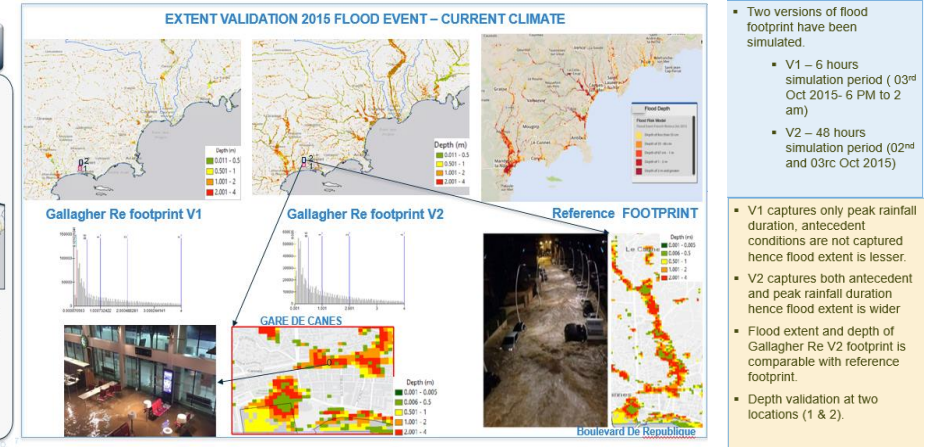 EXTENT VALIDATION 2015 FLOOD EVENT – CURRENT CLIMATE
Depth (m)
0.011 - 0.5
0.501 - 1
1.001 - 2
2.001 - 4
2
1
Depth (m)
0.011 - 0.5
0.501 - 1
1.001 - 2
2.001 - 4
2
1
Flood Depth
Gallagher Re footprint V1
Gallagher Re footprint V2
Reference FOOTPRINT
GARE DE CANES
Depth (m)
0.001 - 0.005
0.006 - 0.5
0.501 - 1
1.001 - 2
2.001 - 4
Depth (m)
0.001 - 0.005
0.006 - 0.5
0.501 - 1
1.001 - 2
2.001 - 4
Boulevard De Republique
▪ Two versions of flood
footprint have been
simulated.
▪ V1 – 6 hours
simulation period ( 03rd
Oct 2015- 6 PM to 2
am)
▪ V2 – 48 hours
simulation period (02nd
and 03rc Oct 2015)
▪ V1 captures only peak rainfall
duration, antecedent
conditions are not captured
hence flood extent is lesser.
▪ V2 captures both antecedent
and peak rainfall duration
hence flood extent is wider
▪ Flood extent and depth of
Gallagher Re V2 footprint is
comparable with reference
footprint.
▪ Depth validation at two
locations (1 & 2).